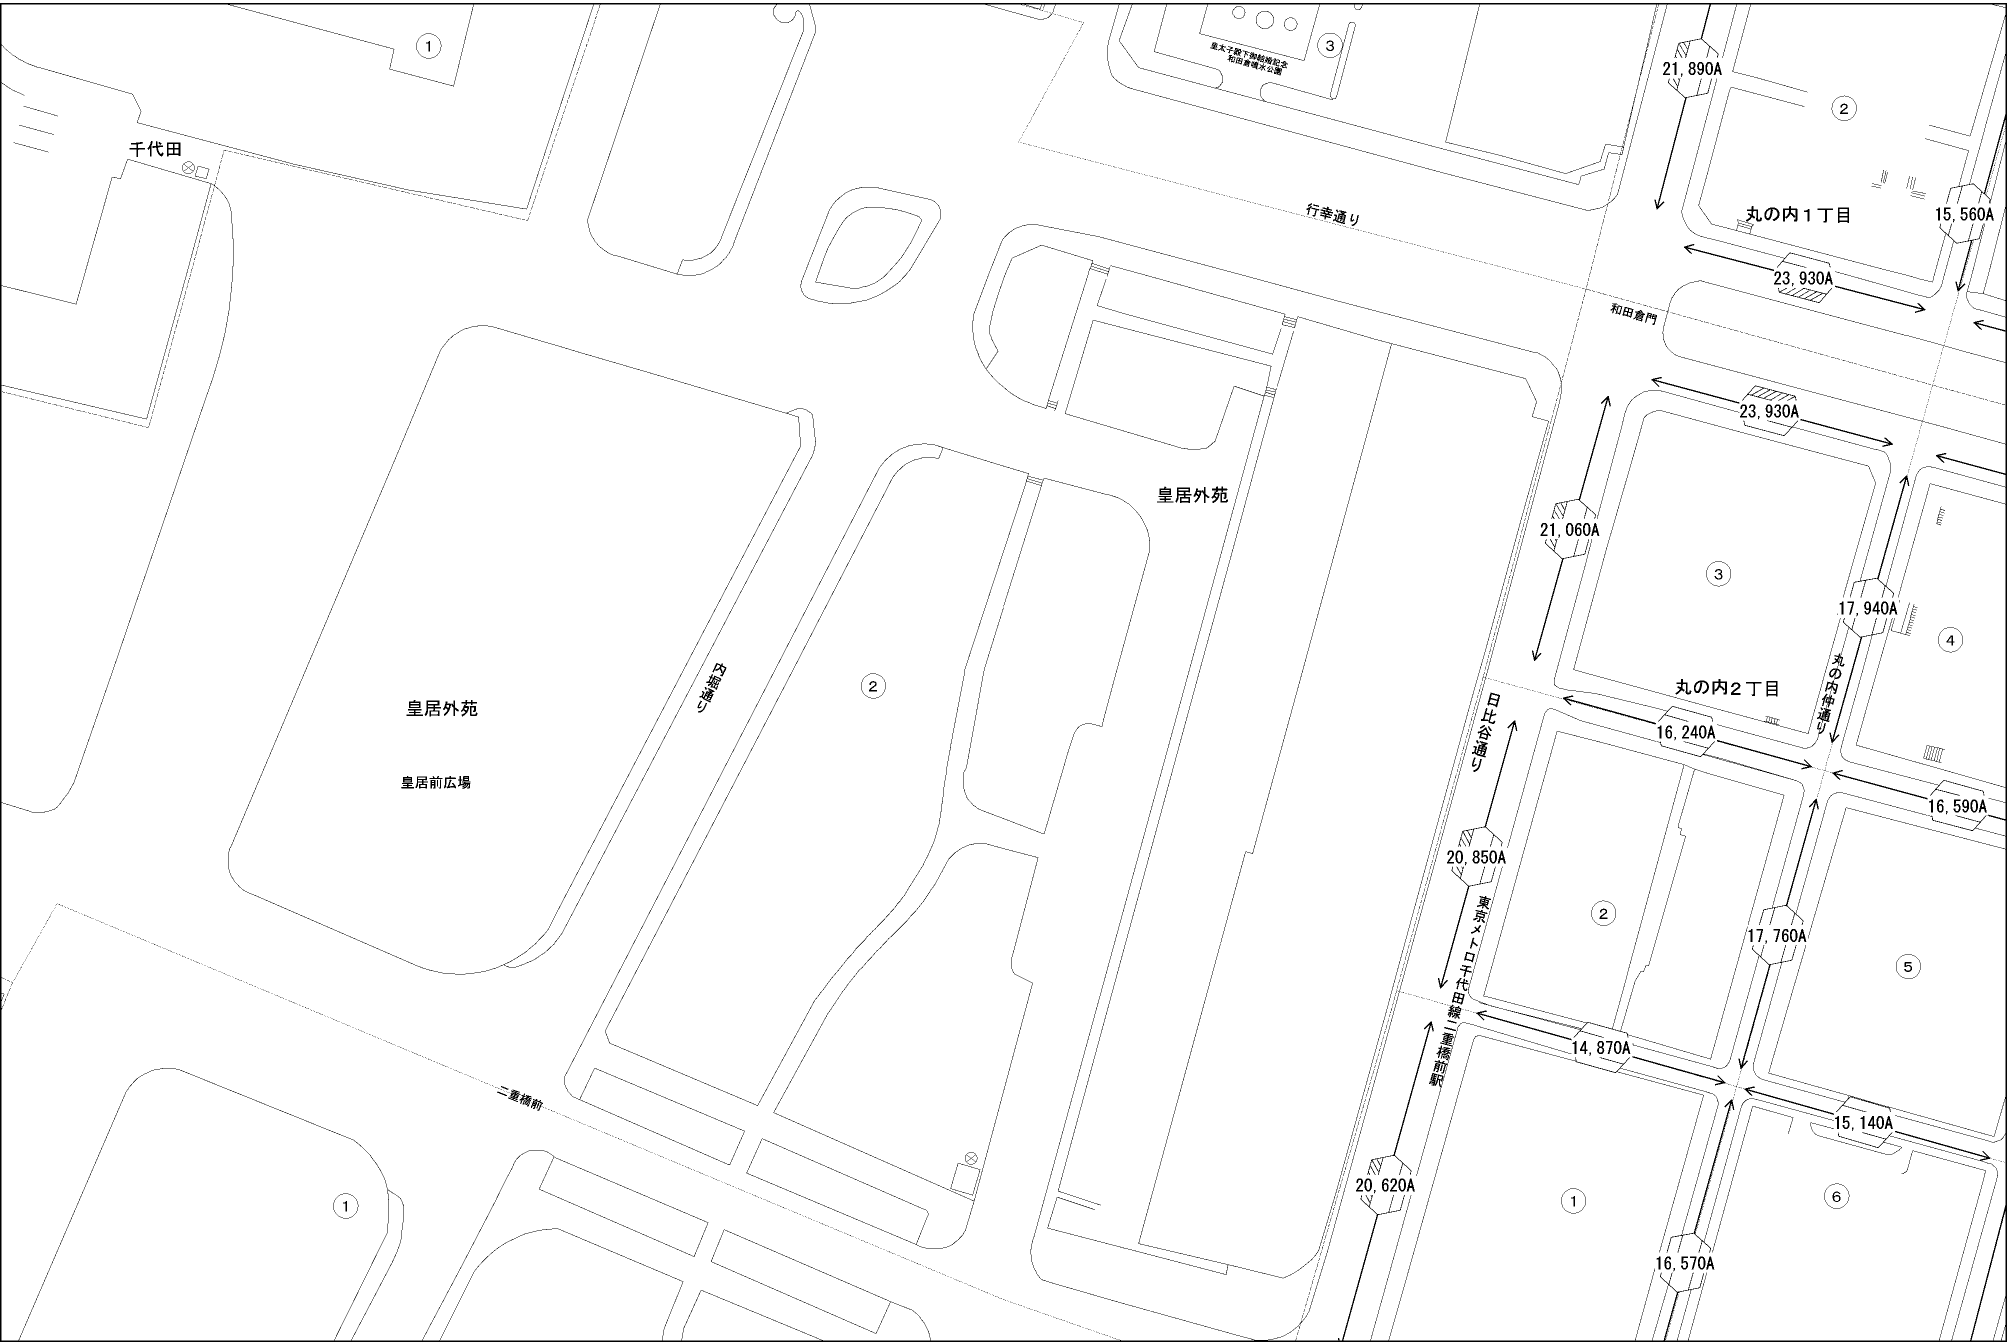 1
皇太子殿下御結婚記念
和田倉噴水公園
3
21,890A
2
千代田
丸の内1丁目
15,560A
行幸通り
23,930A
和田倉門
23,930A
皇居外苑
21,060A
3
17,940A
4
丸の内仲通り
2
内堀通り
丸の内2丁目
日比谷通り
16,240A
皇居外苑
皇居前広場
16,590A
20,850A
2
17,760A
5
東京メトロ千代田線二重橋前駅
14,870A
二重橋前
15,140A
20,620A
1
1
6
16,570A